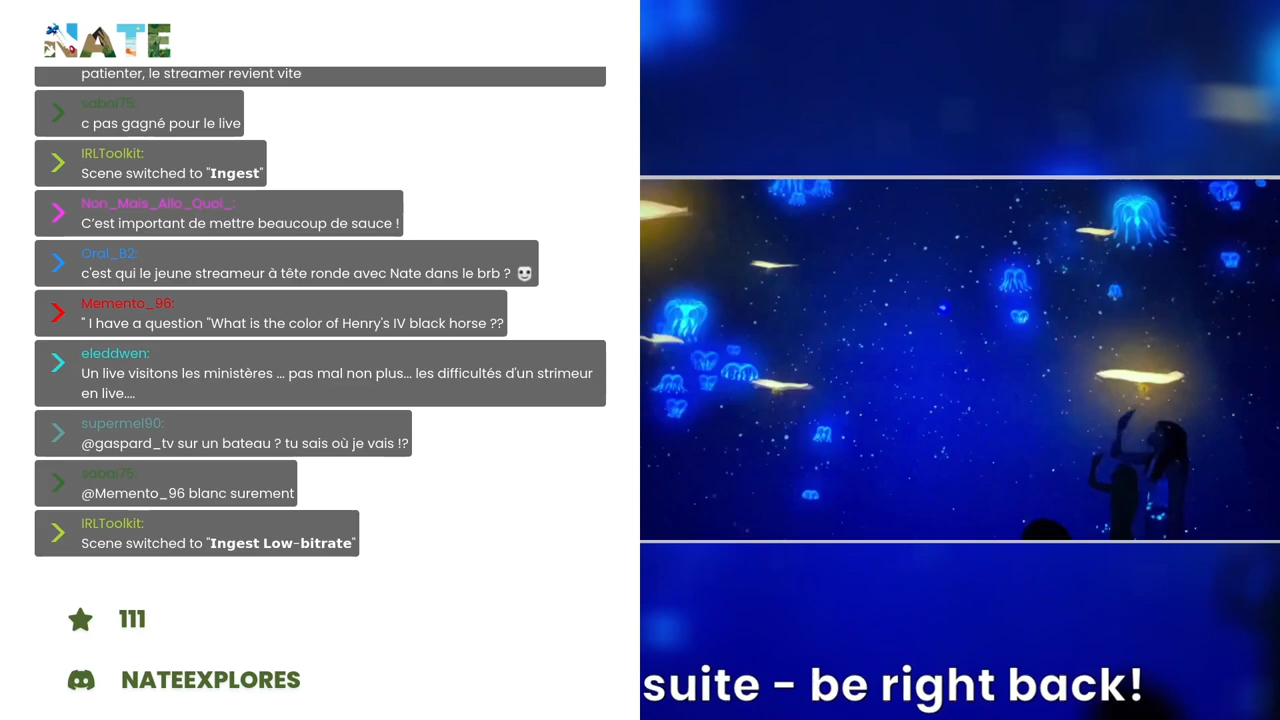 NATE
patienter, le streamer revient vite
sabai75:
c pas gagné pour le live
IRLToolkit:
Scene switched to "Ingest"
Non_Mais_Allo_Quoi_:
C’est important de mettre beaucoup de sauce !
Oral_B2:
c'est qui le jeune streameur à tête ronde avec Nate dans le brb ?
Memento_96:
" I have a question "What is the color of Henry's IV black horse ??
eleddwen:
Un live visitons les ministères ... pas mal non plus... les difficultés d'un strimeur
en live....
supermel90:
@gaspard_tv sur un bateau ? tu sais où je vais !?
sabai75:
@Memento_96 blanc surement
IRLToolkit:
Scene switched to "Ingest Low-bitrate"
111
NATEEXPLORES
suite - be right back!